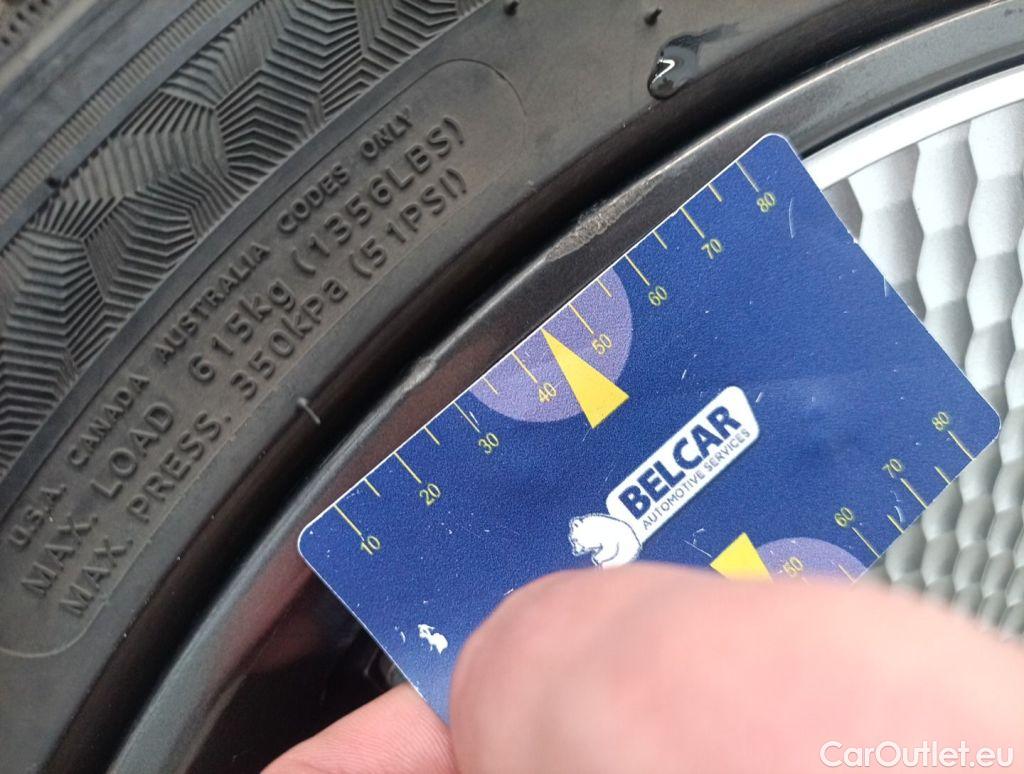 U.S.A. CANADA AUSTRALIA CODES ONLY
MAX. LOAD 615kg (1356LBS)
MAX. PRESS. 350kPa (51PSI)
10 20 30 40 50 60 70 80
BELCAR
AUTOMOTIVE SERVICES
50 60 70 80
CarOutlet.eu